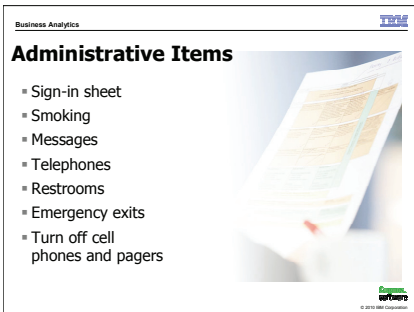 Business Analytics
IBM
Administrative Items
▪ Sign-in sheet
▪ Smoking
▪ Messages
▪ Telephones
▪ Restrooms
▪ Emergency exits
▪ Turn off cell
phones and pagers
software
© 2010 IBM Corporation